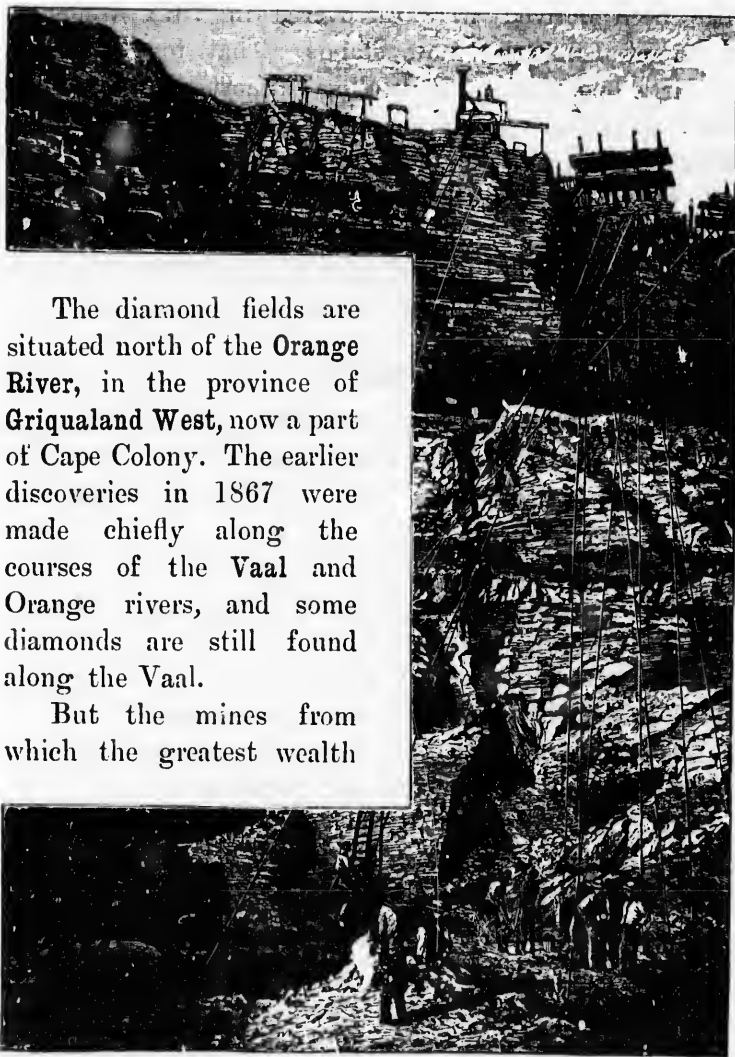 The diamond fields are
situated north of the Orange
River, in the province of
Griqualand West, now a part
of Cape Colony. The earlier
discoveries in 1867 were
made chiefly along the
courses of the Vaal and
Orange rivers, and some
diamonds are still found
along the Vaal.
But the mines from
which the greatest wealth